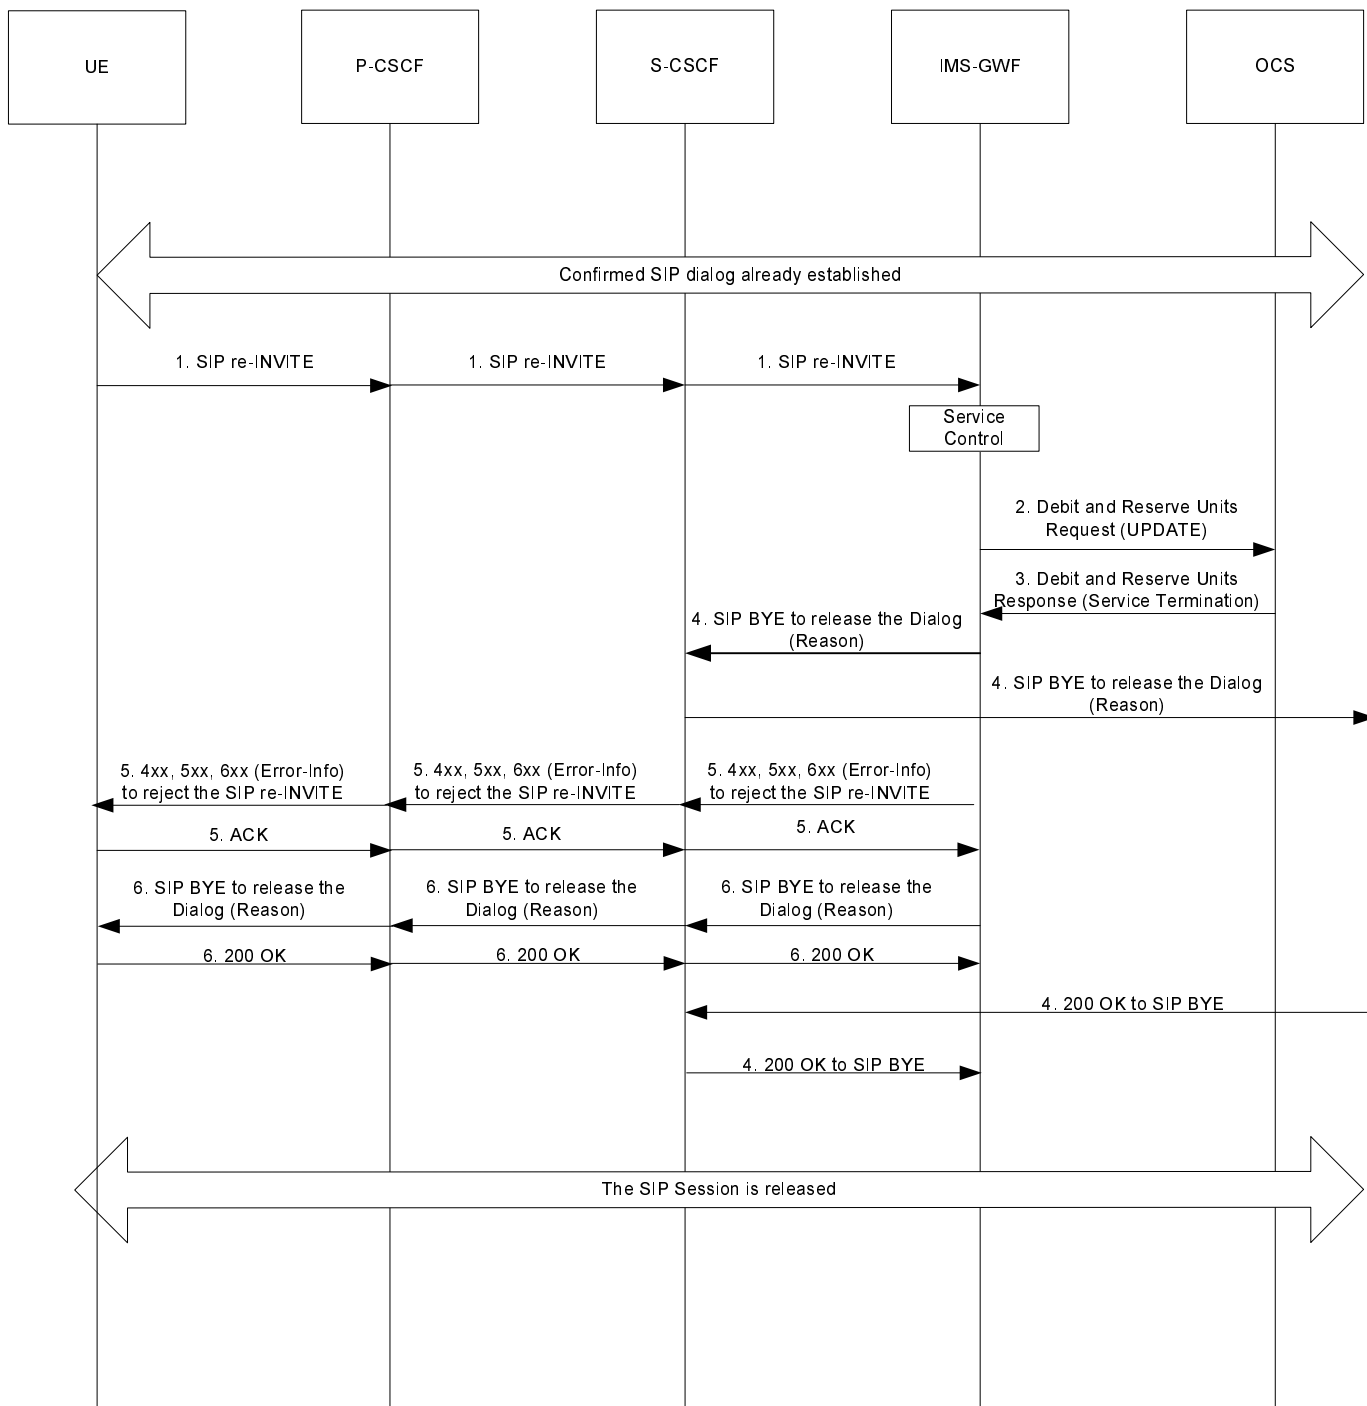 UE
P-CSCF
S-CSCF
IMS-GWF
OCS
Confirmed SIP dialog already established
1. SIP re-INVITE
1. SIP re-INVITE
1. SIP re-INVITE
Service
Control
2. Debit and Reserve Units
Request (UPDATE)
3. Debit and Reserve Units
Response (Service Termination)
4. SIP BYE to release the Dialog
(Reason)
4. SIP BYE to release the Dialog
(Reason)
5. 4xx, 5xx, 6xx (Error-Info)
to reject the SIP re-INVITE
5. 4xx, 5xx, 6xx (Error-Info)
to reject the SIP re-INVITE
5. 4xx, 5xx, 6xx (Error-Info)
to reject the SIP re-INVITE
5. ACK
5. ACK
5. ACK
6. SIP BYE to release the
Dialog (Reason)
6. SIP BYE to release the
Dialog (Reason)
6. SIP BYE to release the
Dialog (Reason)
6. 200 OK
6. 200 OK
6. 200 OK
4. 200 OK to SIP BYE
4. 200 OK to SIP BYE
The SIP Session is released